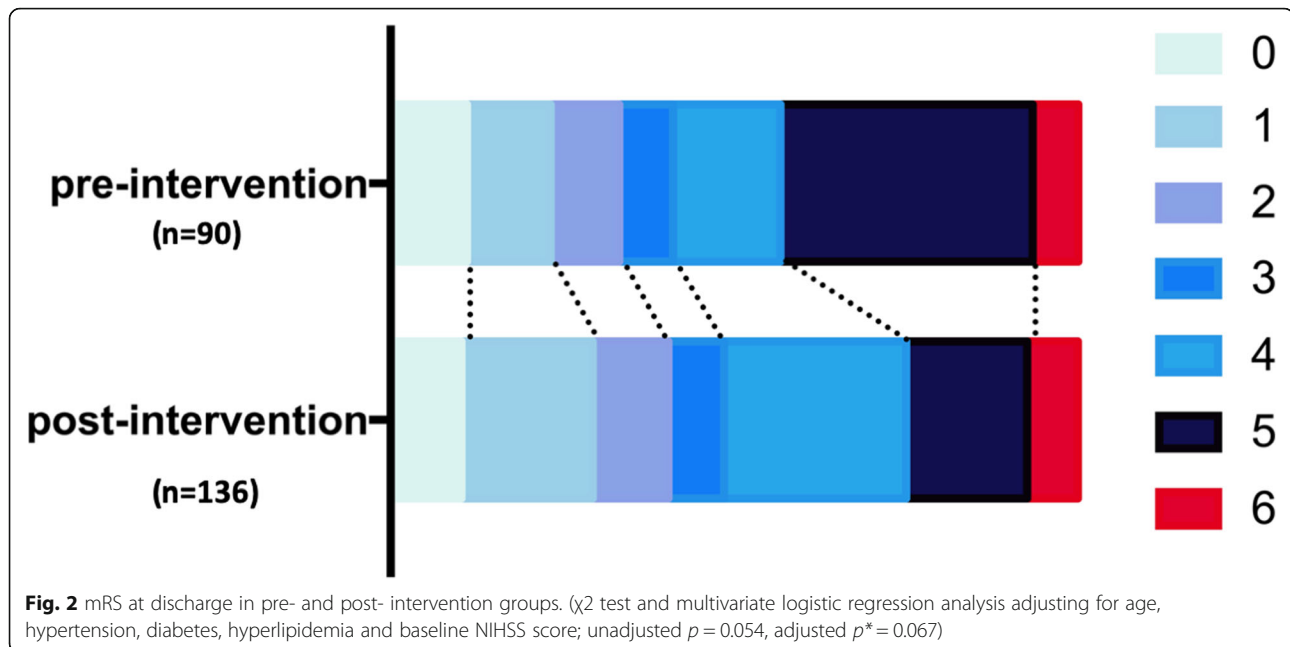 pre-intervention
(n=90)
post-intervention
(n=136)
0
1
2
3
4
5
6
Fig. 2 mRS at discharge in pre- and post- intervention groups. (χ2 test and multivariate logistic regression analysis adjusting for age,
hypertension, diabetes, hyperlipidemia and baseline NIHSS score; unadjusted p = 0.054, adjusted p* = 0.067)